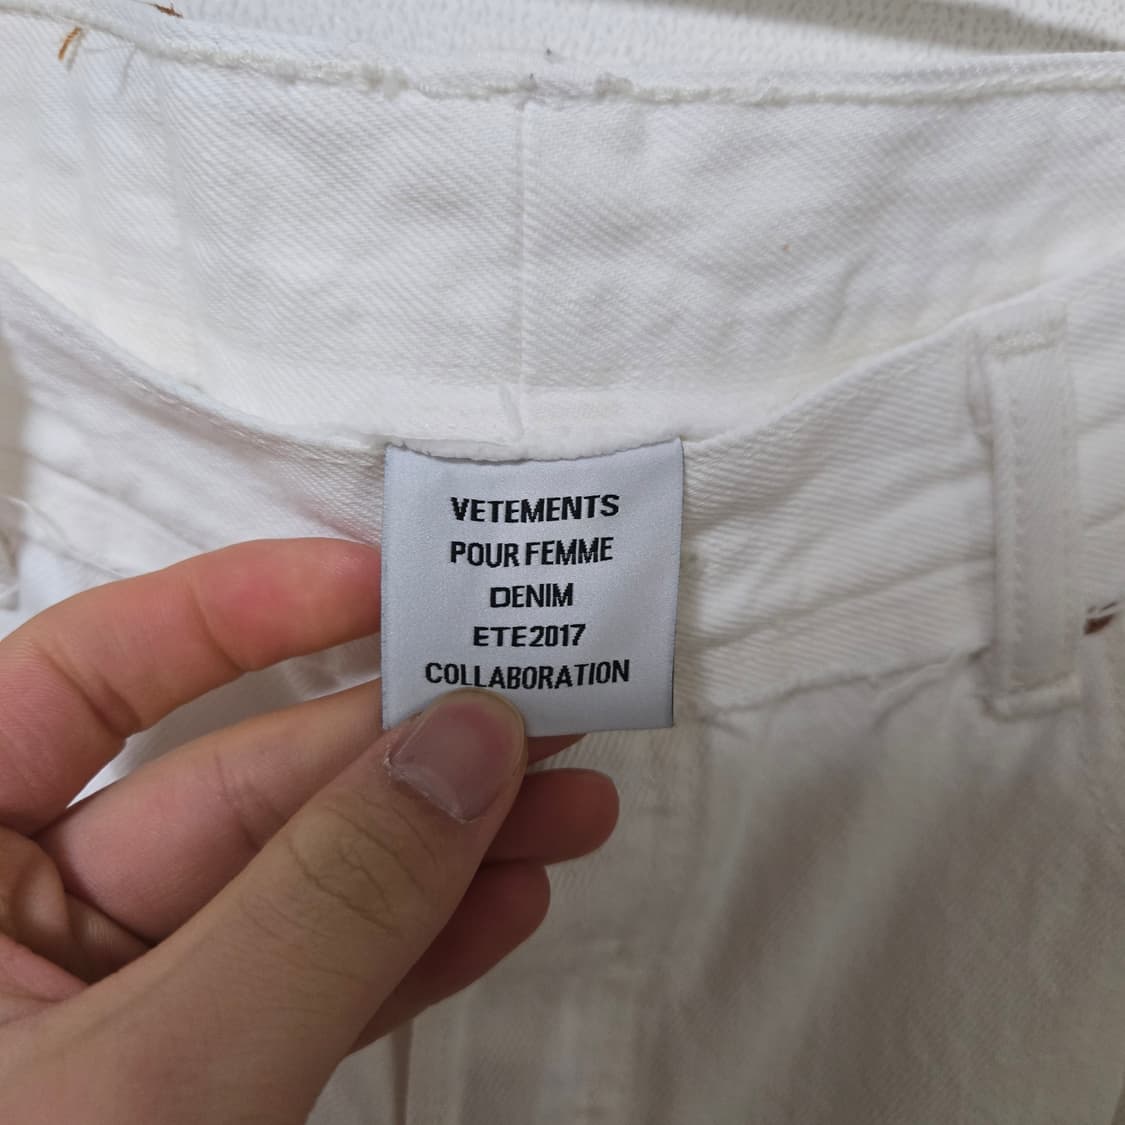 VETEMENTS
POUR FEMME
DENIM
ETE2017
COLLABORATION